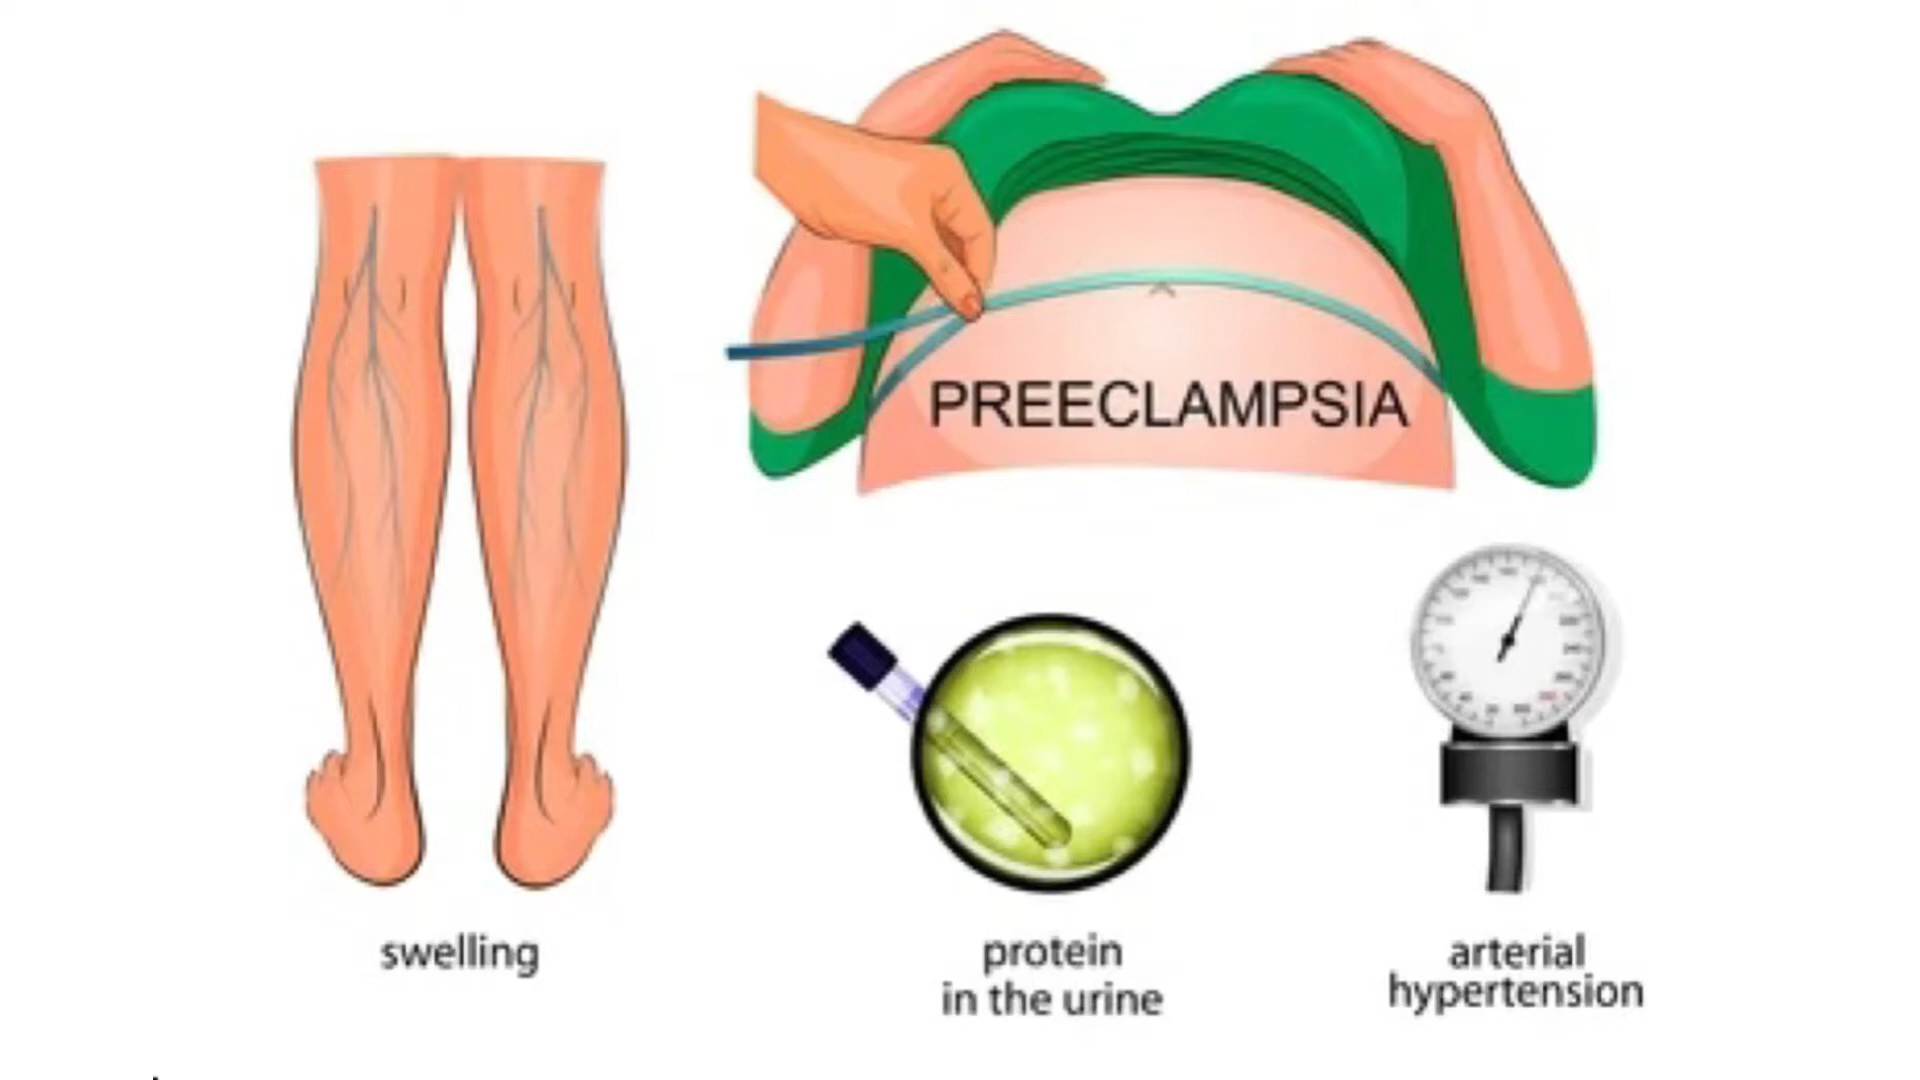 PREECLAMPSIA
swelling
protein
in the urine
arterial
hypertension